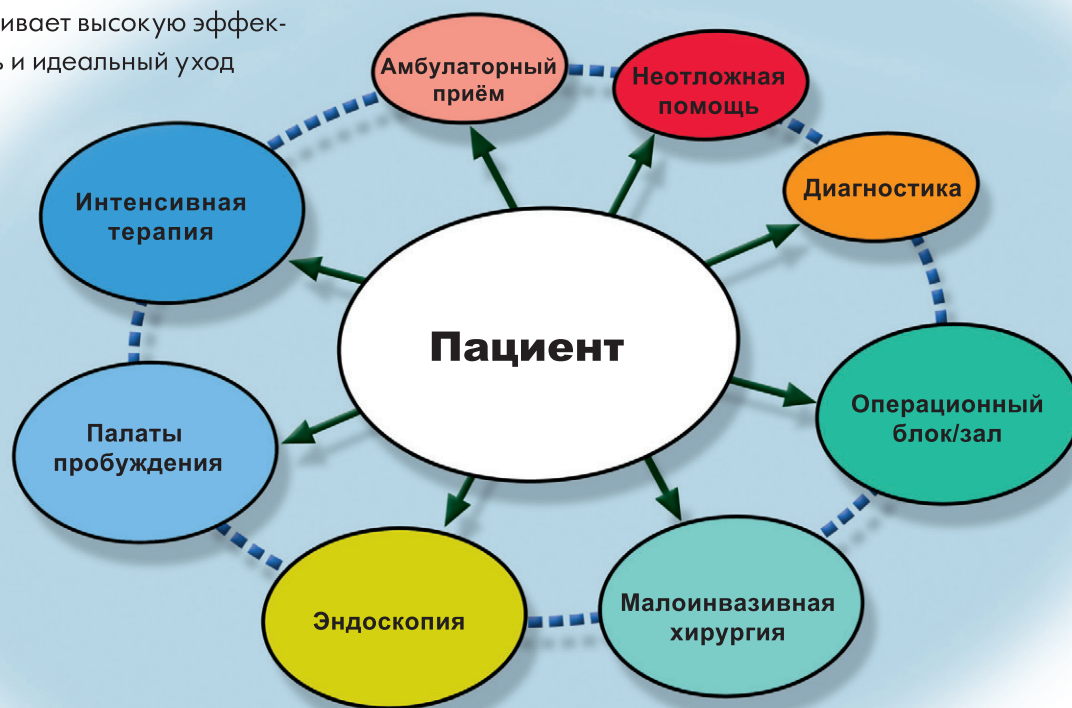 ивает высокую эффек-
ь и идеальный уход
Амбулаторный
приём
Неотложная
помощь
Диагностика
Интенсивная
терапия
Пациент
Операционный
блок/зал
Палаты
пробуждения
Малоинвазивная
хирургия
Эндоскопия